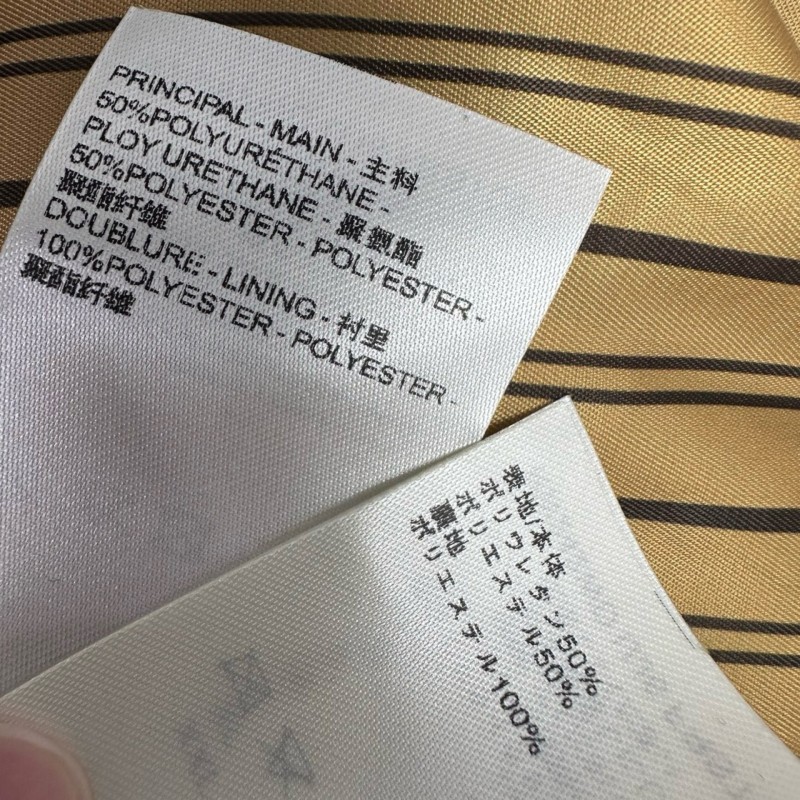 PRINCIPAL - MAIN - 主料
50%POLYURÉTHANE -
PLOY URETHANE - 聚氨酯
50%POLYESTER - POLYESTER -
聚酯纤維
DOUBLURE - LINING - 衬里
100%POLYESTER - POLYESTER -
聚酯纤維
表地/本体
ポリウレタン50%
ポリエステル50%
裏地
ポリエステル100%